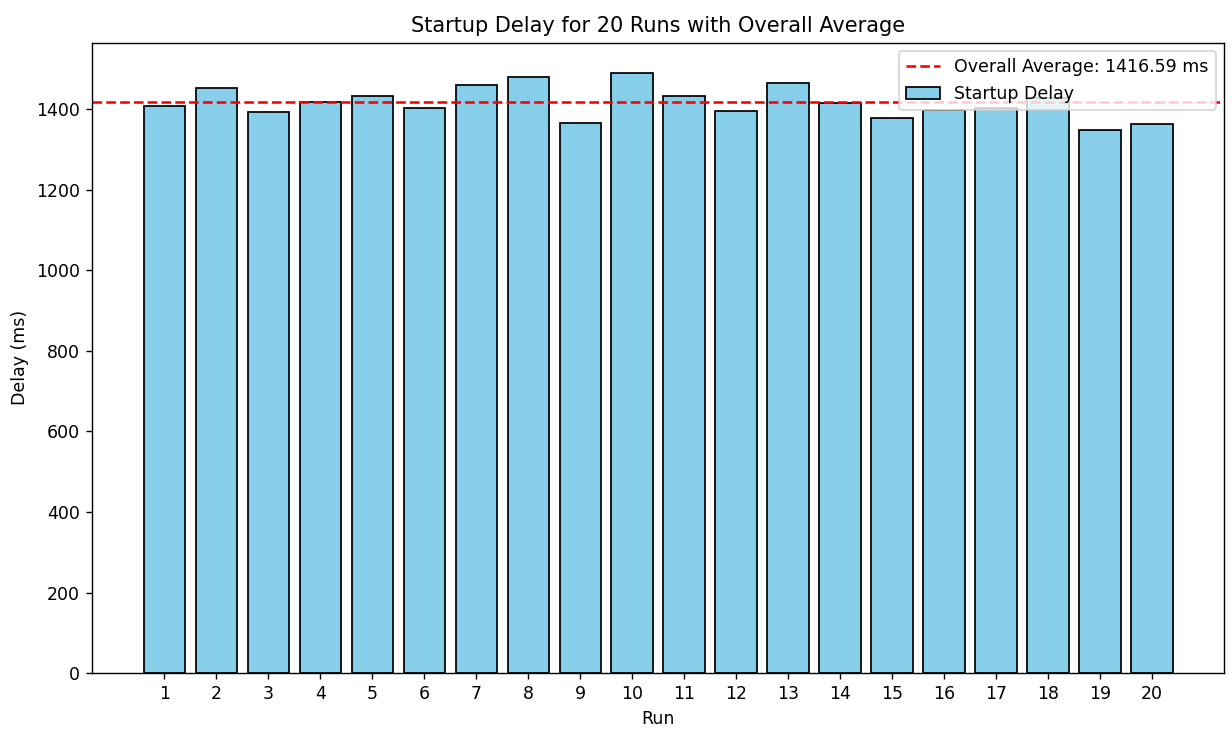 Startup Delay for 20 Runs with Overall Average
Overall Average: 1416.59 ms
Startup Delay
1400
1200
1000
800
600
400
200
0
Delay (ms)
1 2 3 4 5 6 7 8 9 10 11 12 13 14 15 16 17 18 19 20
Run